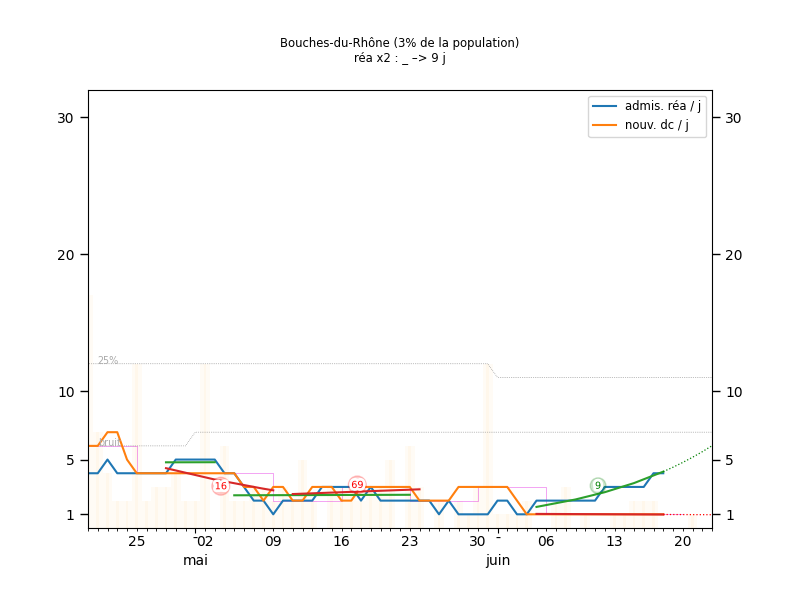 Bouches-du-Rhône (3% de la population)
réa x2 : _ –> 9 j
admis. réa / j
nouv. dc / j
30 30
20 20
25%
10 10
bruit
5 5
16 69 9
1 1
25 02 09 16 23 30 06 13 20
mai juin